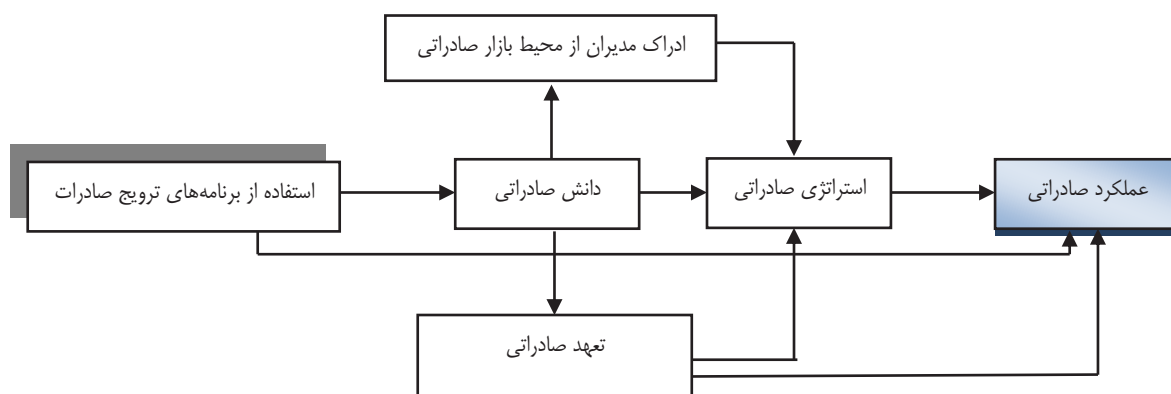 ادراک مدیران از محیط بازار صادراتی
استفاده از برنامه‌های ترویج صادرات
دانش صادراتی
استراتژی صادراتی
عملکرد صادراتی
تعهد صادراتی